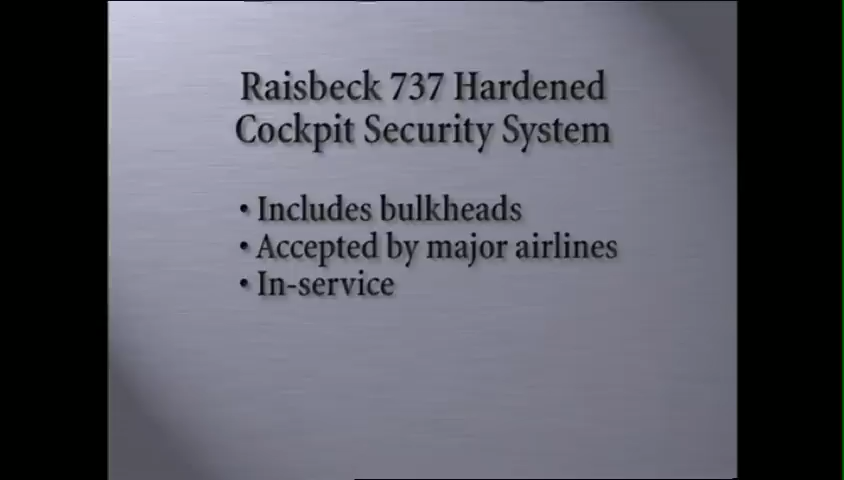 Raisbeck 737 Hardened
Cockpit Security System
• Includes bulkheads
• Accepted by major airlines
• In-service